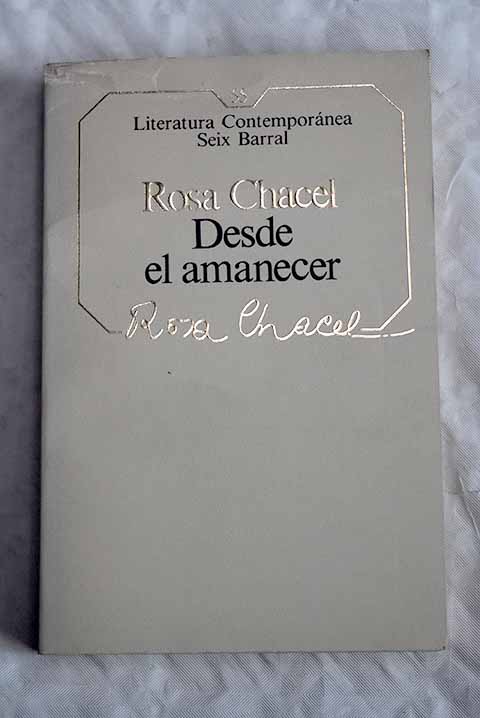 Literatura Contemporánea
Seix Barral
Rosa Chacel
Desde
el amanecer
Rosa Chacel